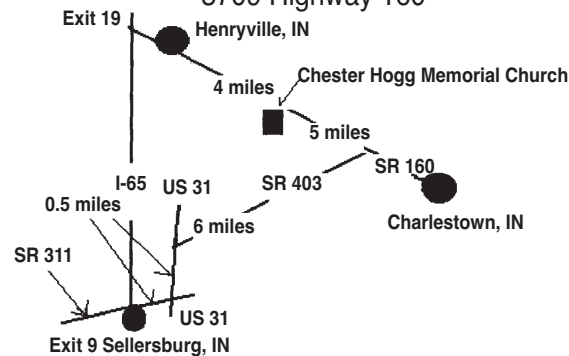 3709 Highway 160
Exit 19
Henryville, IN
Chester Hogg Memorial Church
4 miles
5 miles
SR 160
I-65
US 31
SR 403
0.5 miles
6 miles
Charlestown, IN
SR 311
US 31
Exit 9 Sellersburg, IN